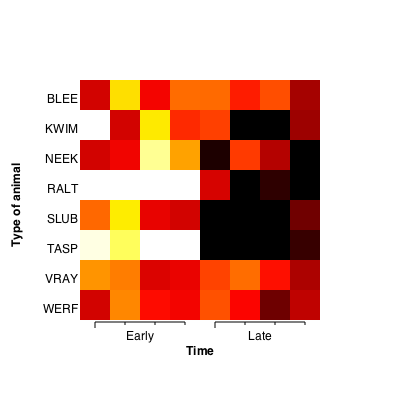 BLEE
KWIM
NEEK
RALT
SLUB
TASP
VRAY
WERF
Type of animal
Early Late
Time